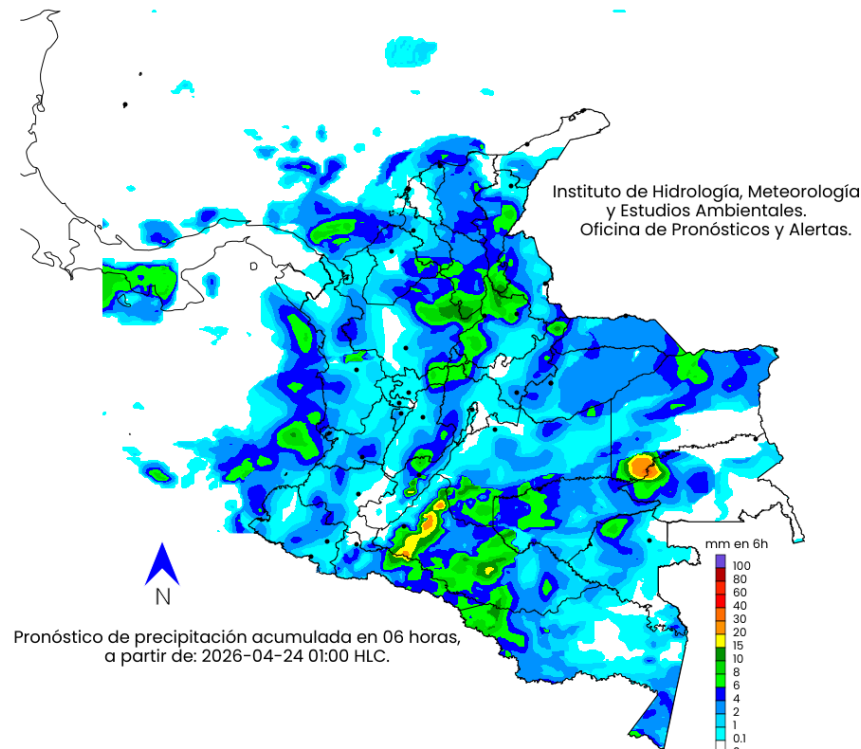 Instituto de Hidrología, Meteorología
y Estudios Ambientales.
Oficina de Pronósticos y Alertas.
N
Pronóstico de precipitación acumulada en 06 horas,
a partir de: 2026-04-24 01:00 HLC.
mm en 6h
100
80
60
40
30
20
15
10
8
6
4
2
1
0.1